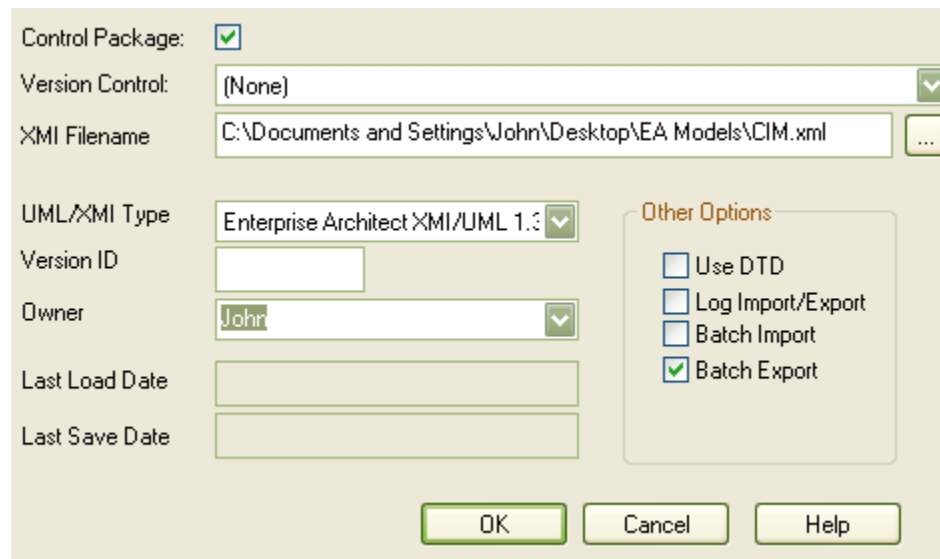 Control Package:
Version Control: (None)
XMI Filename C:\Documents and Settings\John\Desktop\EA Models\CIM.xml ...
UML/XMI Type Enterprise Architect XMI/UML 1.3
Version ID
Owner John
Last Load Date
Last Save Date
Other Options
Use DTD
Log Import/Export
Batch Import
Batch Export
OK Cancel Help